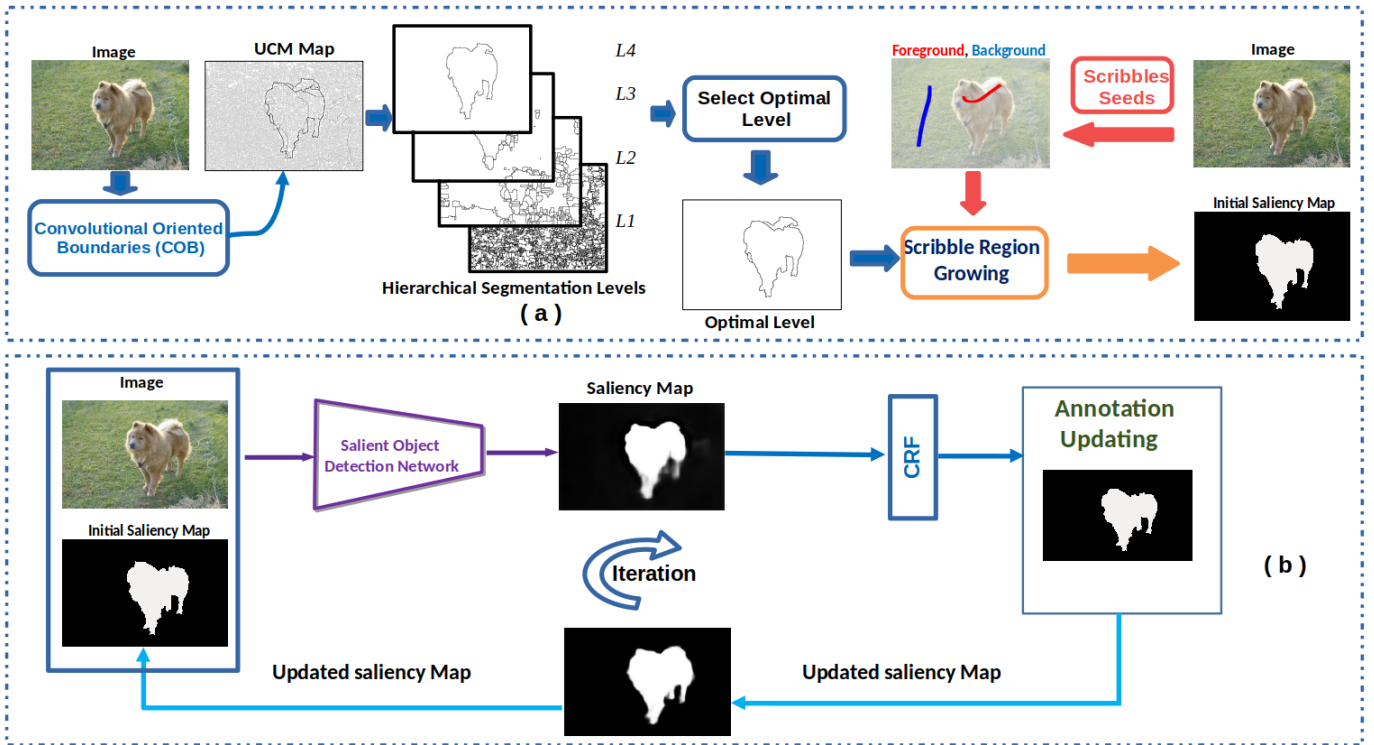 Image
UCM Map
Convolutional Oriented
Boundaries (COB)
L4
L3
L2
L1
Hierarchical Segmentation Levels
( a )
Select Optimal
Level
Optimal Level
Foreground, Background
Scribbles
Seeds
Image
Scribble Region
Growing
Initial Saliency Map
Image
Initial Saliency Map
Salient Object
Detection Network
Saliency Map
CRF
Annotation
Updating
Iteration
( b )
Updated saliency Map
Updated saliency Map